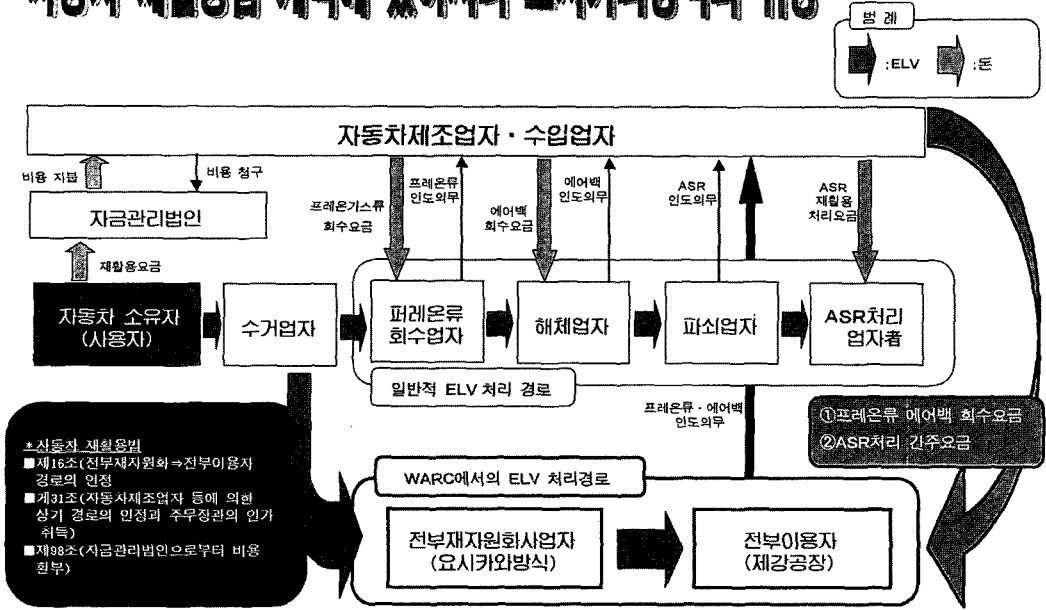 범 례
:ELV
:돈
자동차제조업자 · 수입업자
비용 지불
비용 청구
자금관리법인
재활용요금
프레온가스류
회수요금
프레온류
인도의무
에어백
회수요금
에어백
인도의무
ASR
인도의무
ASR
재활용
처리요금
자동차 소유자
(사용자)
수거업자
퍼레온류
회수업자
해체업자
파쇄업자
ASR처리
업자者
일반적 ELV 처리 경로
프레온류 · 에어백
인도의무
①프레온류 에어백 회수요금
②ASR처리 간주요금
*자동차 재활용법
■제16조(전부재자원화⇒전부이용자
경로의 인정
■제31조(자동차제조업자 등에 의한
상기 경로의 인정과 주무장관의 인가
취득)
■제98조(자금관리법인으로부터 비용
환부)
WARC에서의 ELV 처리경로
전부재자원화사업자
(요시카와방식)
전부이용자
(제강공장)